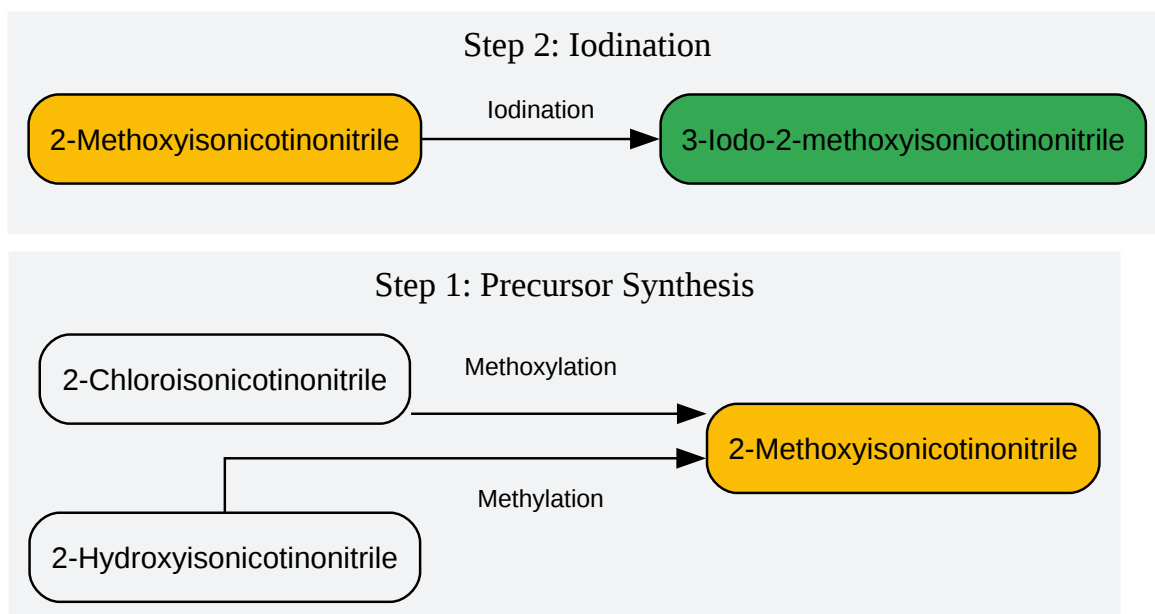 Step 2: Iodination
Iodination
2-Methoxyisonicotinonitrile
3-Iodo-2-methoxyisonicotinonitrile
Step 1: Precursor Synthesis
2-Chloroisonicotinonitrile
Methoxylation
2-Methoxyisonicotinonitrile
Methylation
2-Hydroxyisonicotinonitrile